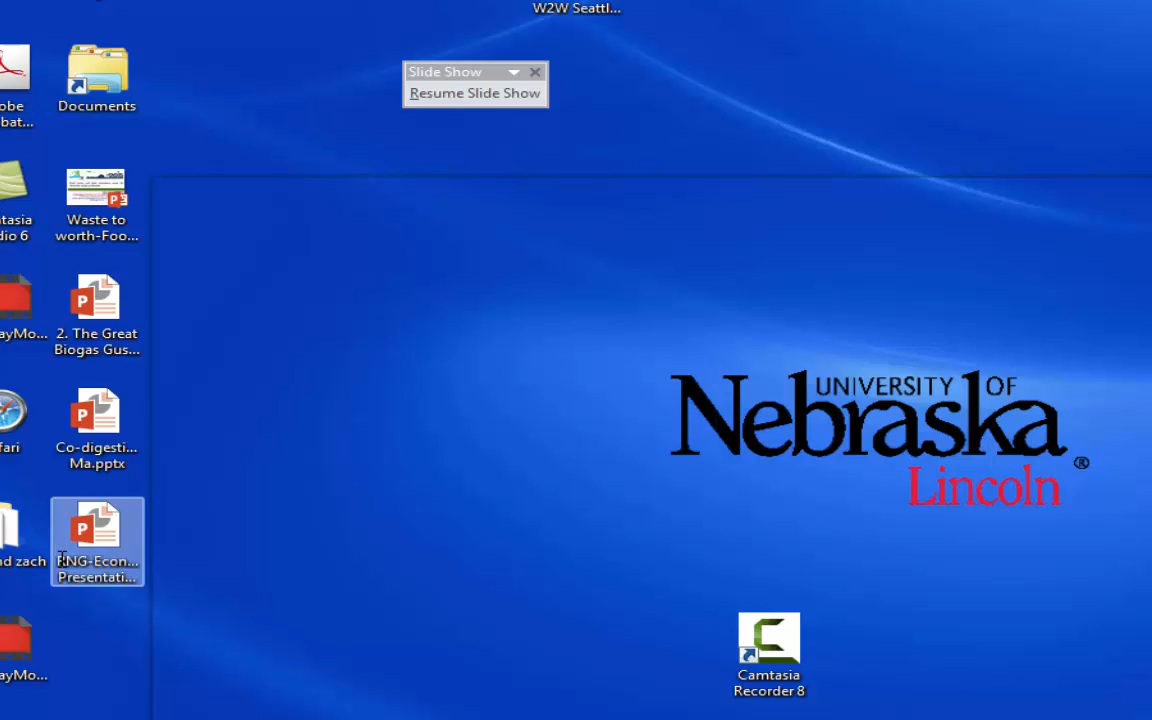 W2W Seattl...
Slide Show
Resume Slide Show
obe
bat...
Documents
tasia
dio 6
Waste to
worth-Foo...
ayMo...
2. The Great
Biogas Gus...
fari
Co-digesti...
Ma.pptx
nd zach
RNG-Econ...
Presentati...
ayMo...
UNIVERSITY OF
Nebraska®
Lincoln
Camtasia
Recorder 8